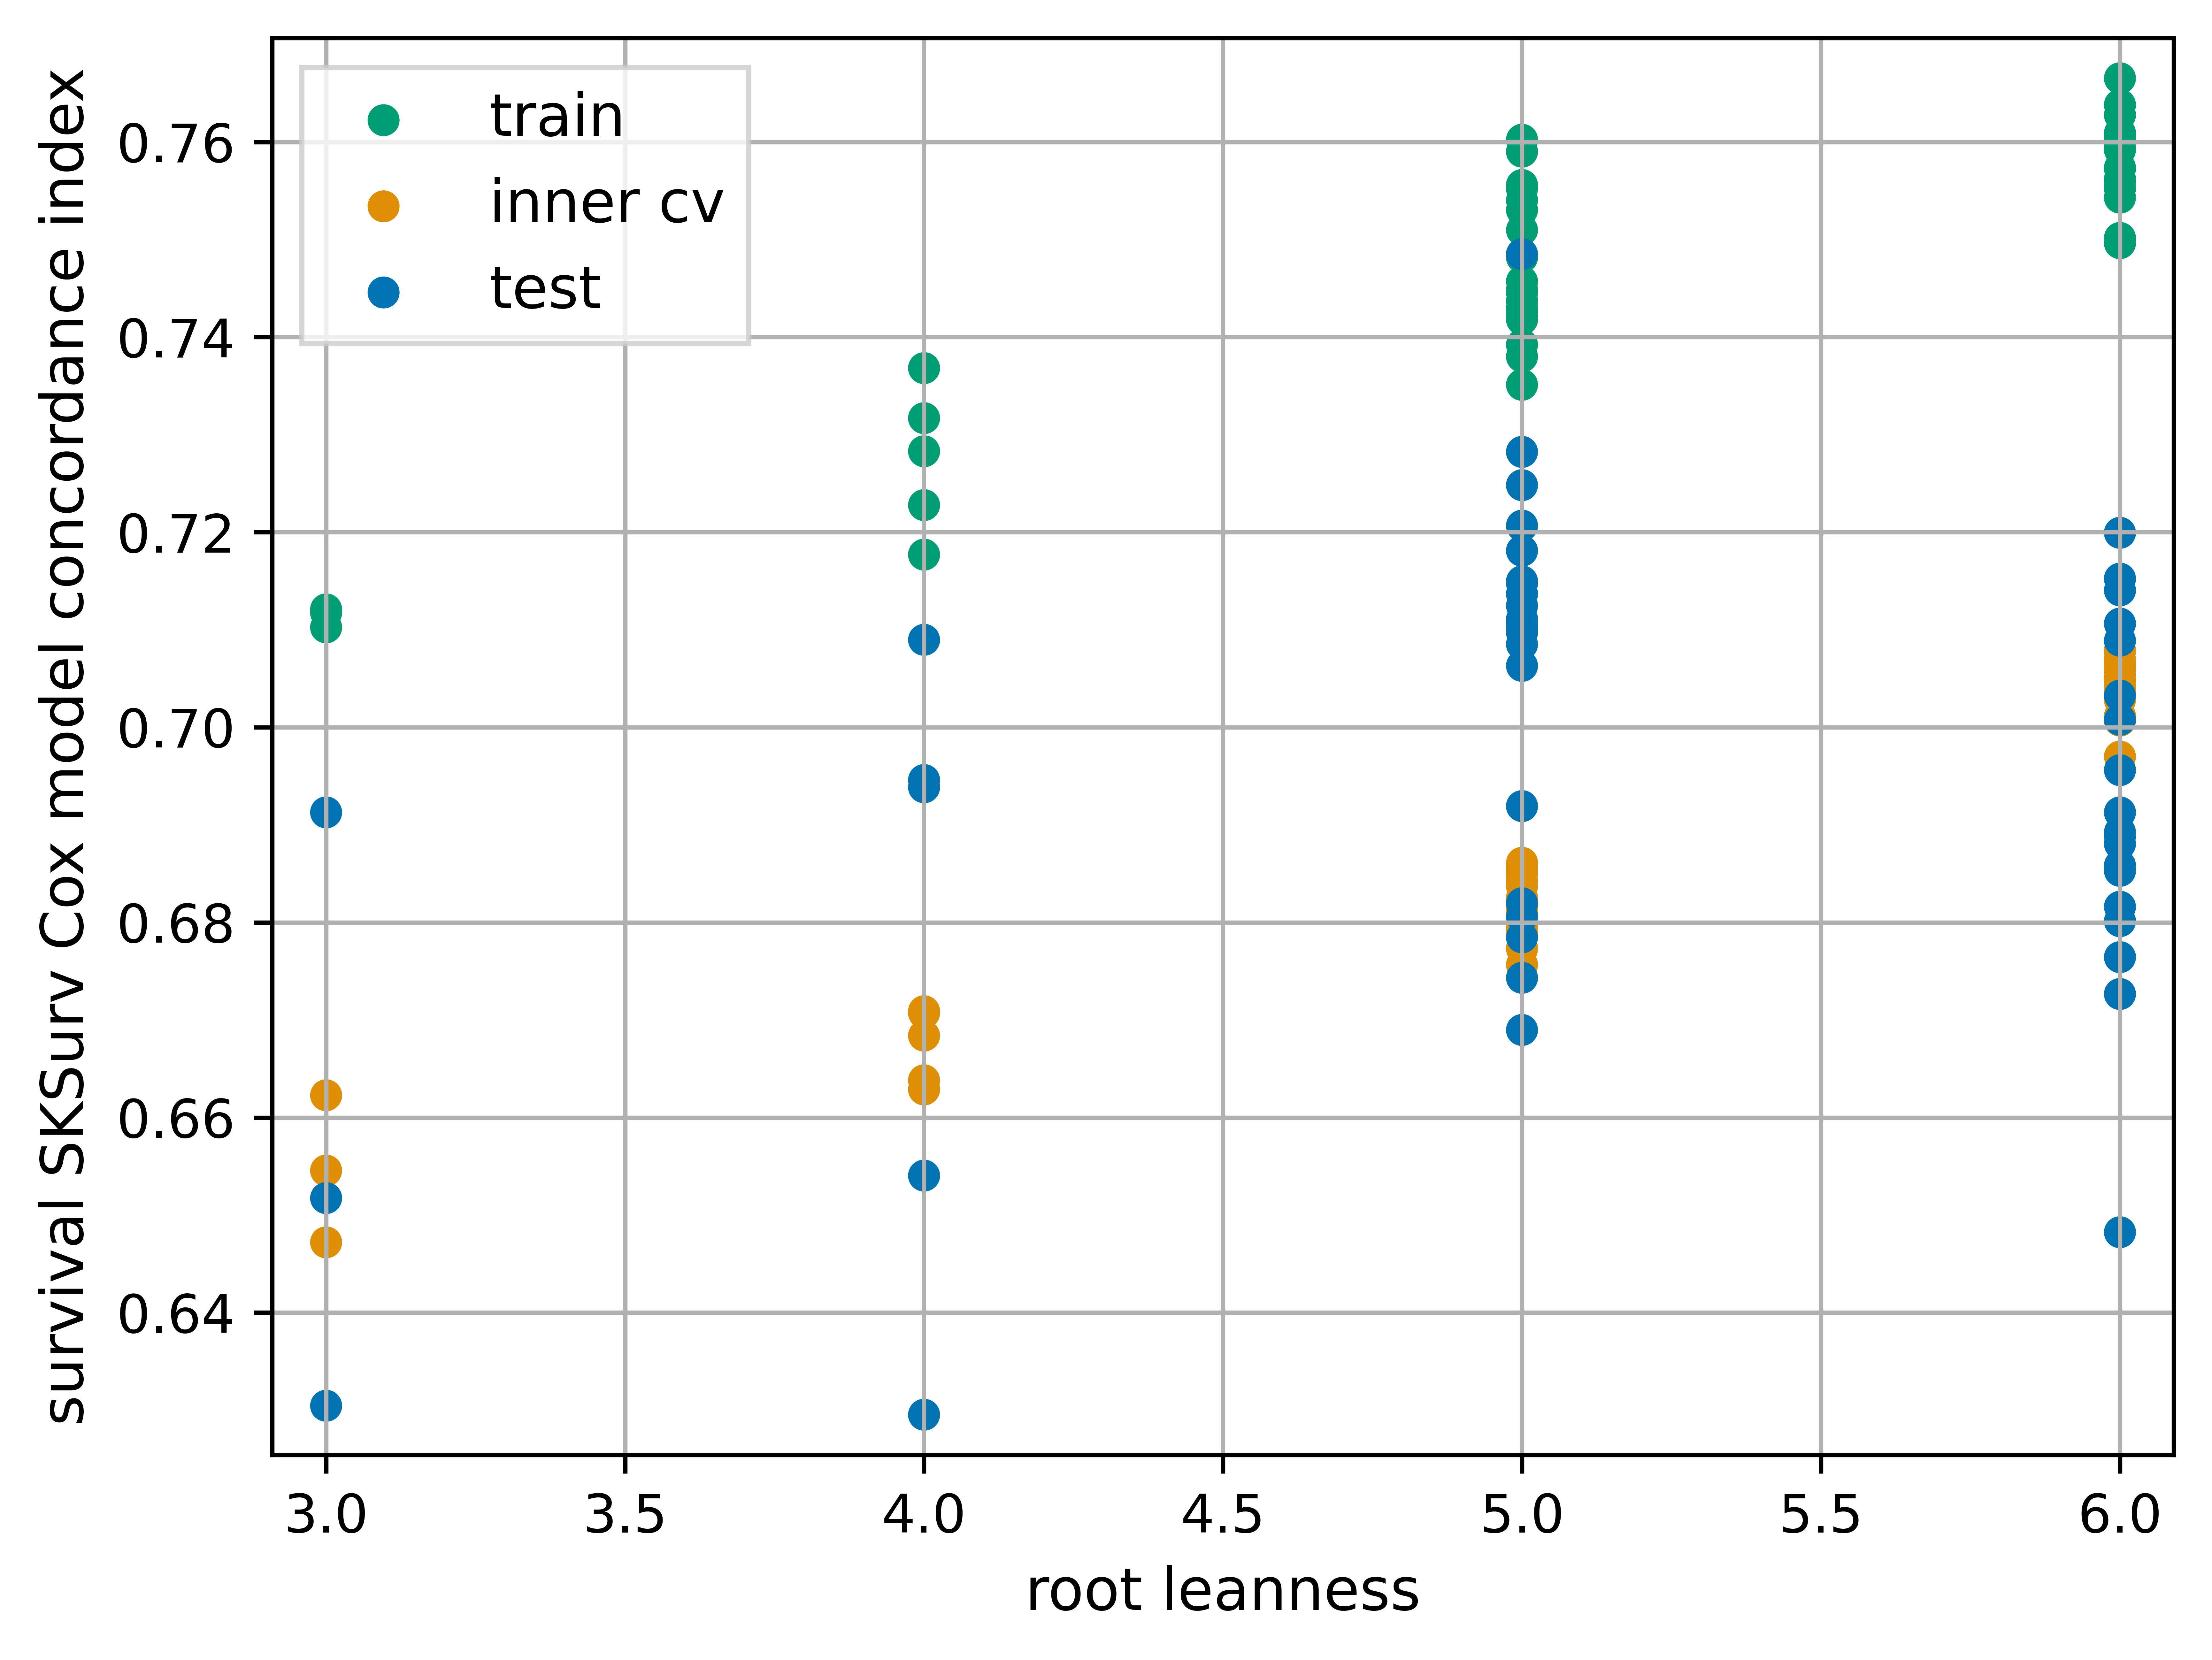 survival SKSurv Cox model concordance index
0.76
0.74
0.72
0.70
0.68
0.66
0.64
train
inner cv
test
3.0 3.5 4.0 4.5 5.0 5.5 6.0
root leanness